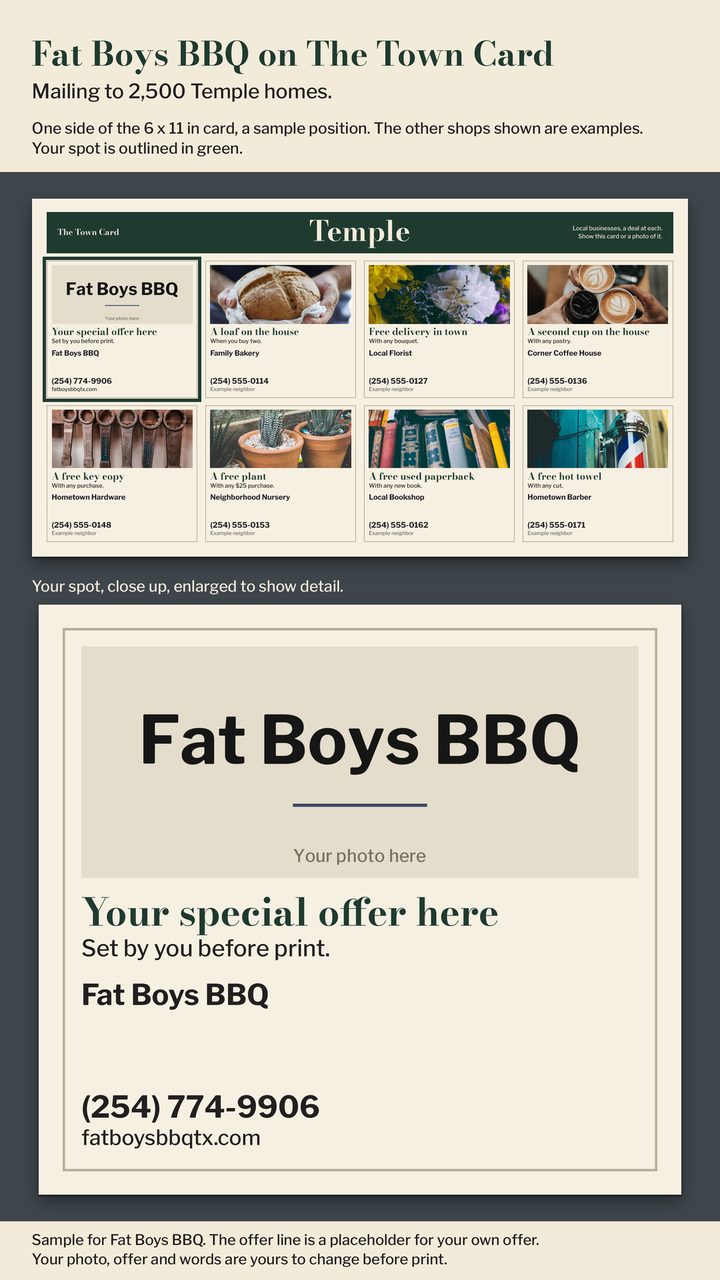 Fat Boys BBQ on The Town Card
Mailing to 2,500 Temple homes.
One side of the 6 x 11 in card, a sample position. The other shops shown are examples.
Your spot is outlined in green.
The Town Card
Temple
Local businesses, a deal at each.
Show this card or a photo of it.
Fat Boys BBQ
Your photo here
Your special offer here
Set by you before print.
Fat Boys BBQ
(254) 774-9906
fatboysbbqtx.com
A loaf on the house
When you buy two.
Family Bakery
(254) 555-0114
Example neighbor
Free delivery in town
With any bouquet.
Local Florist
(254) 555-0127
Example neighbor
A second cup on the house
With any pastry.
Corner Coffee House
(254) 555-0136
Example neighbor
A free key copy
With any purchase.
Hometown Hardware
(254) 555-0148
Example neighbor
A free plant
With any $25 purchase.
Neighborhood Nursery
(254) 555-0153
Example neighbor
A free used paperback
With any new book.
Local Bookshop
(254) 555-0162
Example neighbor
A free hot towel
With any cut.
Hometown Barber
(254) 555-0171
Example neighbor
Your spot, close up, enlarged to show detail.
Fat Boys BBQ
Your photo here
Your special offer here
Set by you before print.
Fat Boys BBQ
(254) 774-9906
fatboysbbqtx.com
Sample for Fat Boys BBQ. The offer line is a placeholder for your own offer.
Your photo, offer and words are yours to change before print.